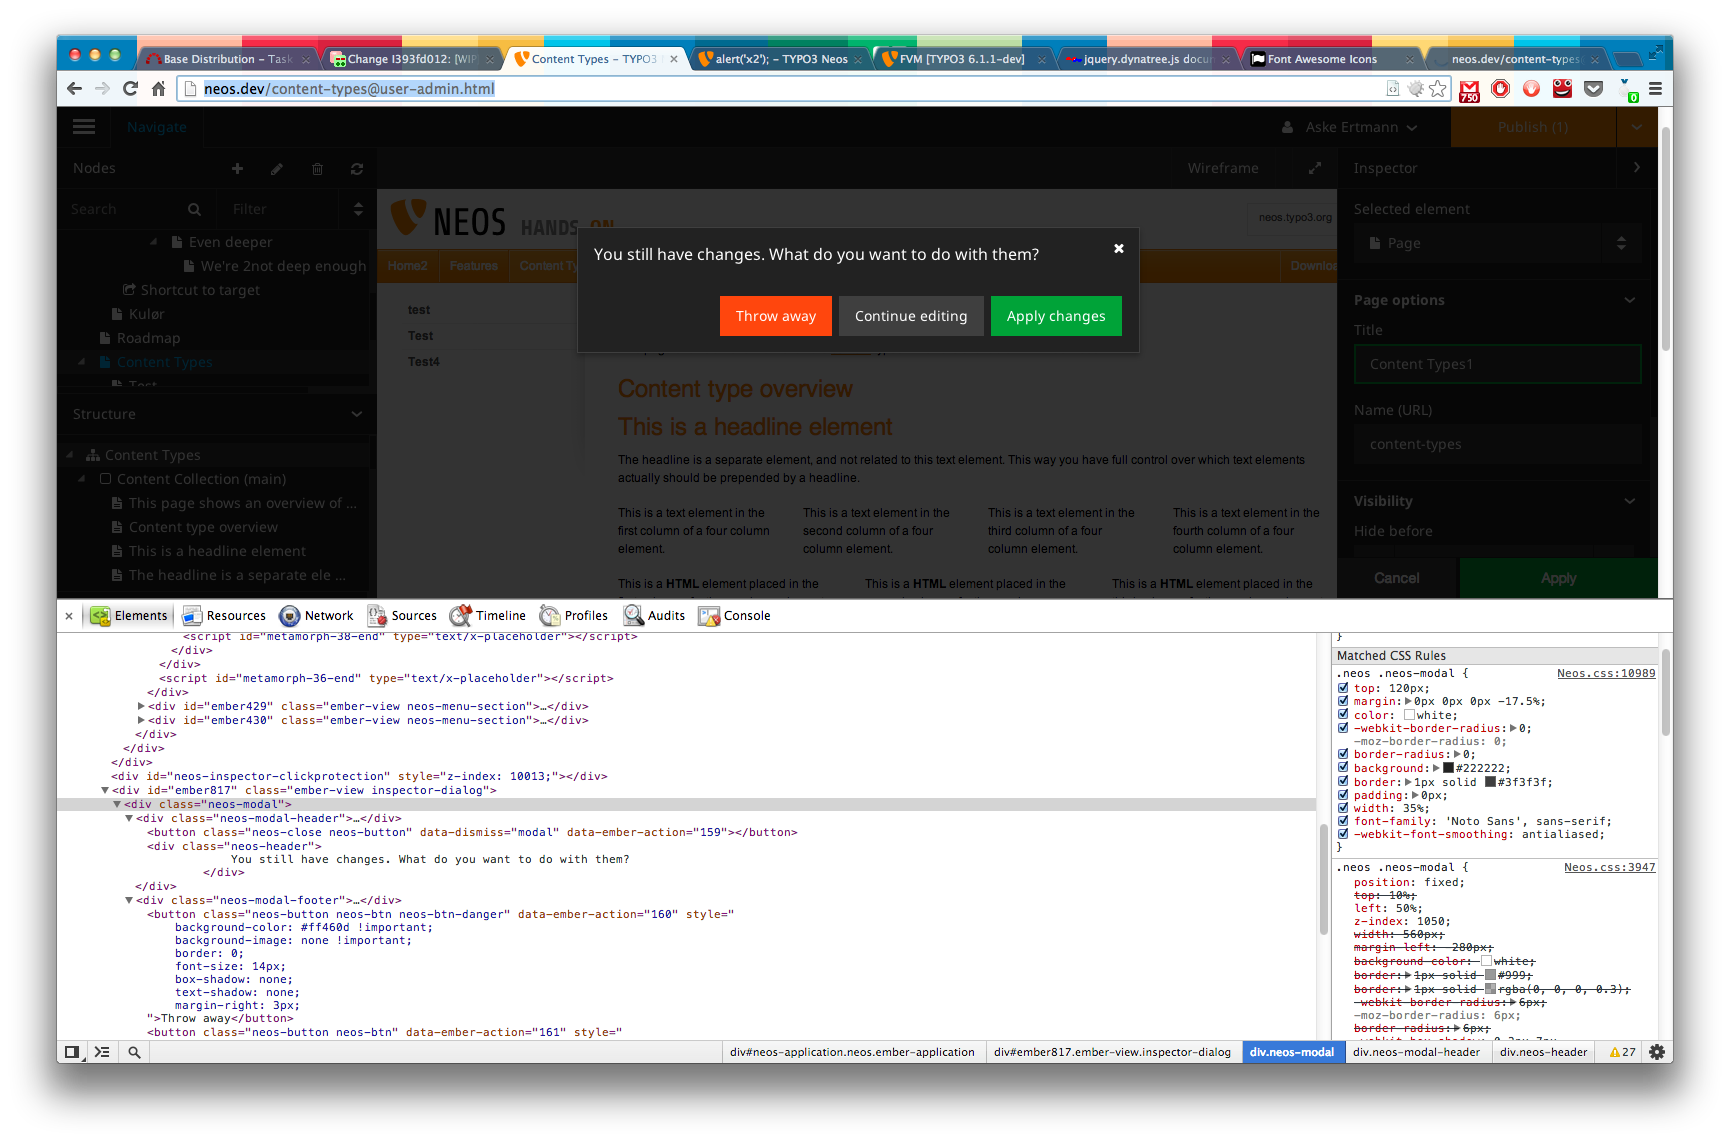 Base Distribution – Task
Change I393fd012: [WIP
Content Types – TYPO3
alert('x2'); – TYPO3 Neos
FVM [TYPO3 6.1.1-dev]
jquery.dynatree.js docu
Font Awesome Icons
neos.dev/content-types
neos.dev/content-types@user-admin.html
750
0
Navigate
Aske Ertmann
Publish (1)
Nodes
Wireframe
Inspector
Search
Filter
NEOS HANDS-ON
neos.typo3.org
Selected element
Page
Even deeper
We're 2not deep enough
Shortcut to target
Kulør
Roadmap
Content Types
Test
Home2
Features
Content Ty
Downloa
You still have changes. What do you want to do with them?
Throw away
Continue editing
Apply changes
test
Test
Test4
Page options
Title
Content Types1
Name (URL)
content-types
Visibility
Hide before
Cancel
Apply
Structure
Content Types
Content Collection (main)
This page shows an overview of ...
Content type overview
This is a headline element
The headline is a separate ele ...
Content type overview
This is a headline element
The headline is a separate element, and not related to this text element. This way you have full control over which text elements
actually should be prepended by a headline.
This is a text element in the
first column of a four column
element.
This is a text element in the
second column of a four
column element.
This is a text element in the
third column of a four
column element.
This is a text element in the
fourth column of a four
column element.
This is a HTML element placed in the
This is a HTML element placed in the
This is a HTML element placed in the
Elements
Resources
Network
Sources
Timeline
Profiles
Audits
Console
<script id="metamorph-38-end" type="text/x-placeholder"></script>
</div>
</div>
<script id="metamorph-36-end" type="text/x-placeholder"></script>
</div>
<div id="ember429" class="ember-view neos-menu-section">…</div>
<div id="ember430" class="ember-view neos-menu-section">…</div>
</div>
</div>
</div>
<div id="neos-inspector-clickprotection" style="z-index: 10013;"></div>
<div id="ember817" class="ember-view inspector-dialog">
<div class="neos-modal">
<div class="neos-modal-header">…</div>
<button class="neos-close neos-button" data-dismiss="modal" data-ember-action="159"></button>
<div class="neos-header">
You still have changes. What do you want to do with them?
</div>
</div>
<div class="neos-modal-footer">…</div>
<button class="neos-button neos-btn neos-btn-danger" data-ember-action="160" style="
background-color: #ff460d !important;
background-image: none !important;
border: 0;
font-size: 14px;
box-shadow: none;
text-shadow: none;
margin-right: 3px;
">Throw away</button>
<button class="neos-button neos-btn" data-ember-action="161" style="
}
Matched CSS Rules
.neos .neos-modal { Neos.css:10989
top: 120px;
margin: 0px 0px 0px -17.5%;
color: white;
-webkit-border-radius: 0;
-moz-border-radius: 0;
border-radius: 0;
background: #222222;
border: 1px solid #3f3f3f;
padding: 0px;
width: 35%;
font-family: 'Noto Sans', sans-serif;
-webkit-font-smoothing: antialiased;
}
.neos .neos-modal { Neos.css:3947
position: fixed;
top: 10%;
left: 50%;
z-index: 1050;
width: 560px;
margin-left: -280px;
background-color: white;
border: 1px solid #999;
border: 1px solid rgba(0, 0, 0, 0.3);
-webkit-border-radius: 6px;
-moz-border-radius: 6px;
border-radius: 6px;
div#neos-application.neos.ember-application
div#ember817.ember-view.inspector-dialog
div.neos-modal
div.neos-modal-header
div.neos-header
27